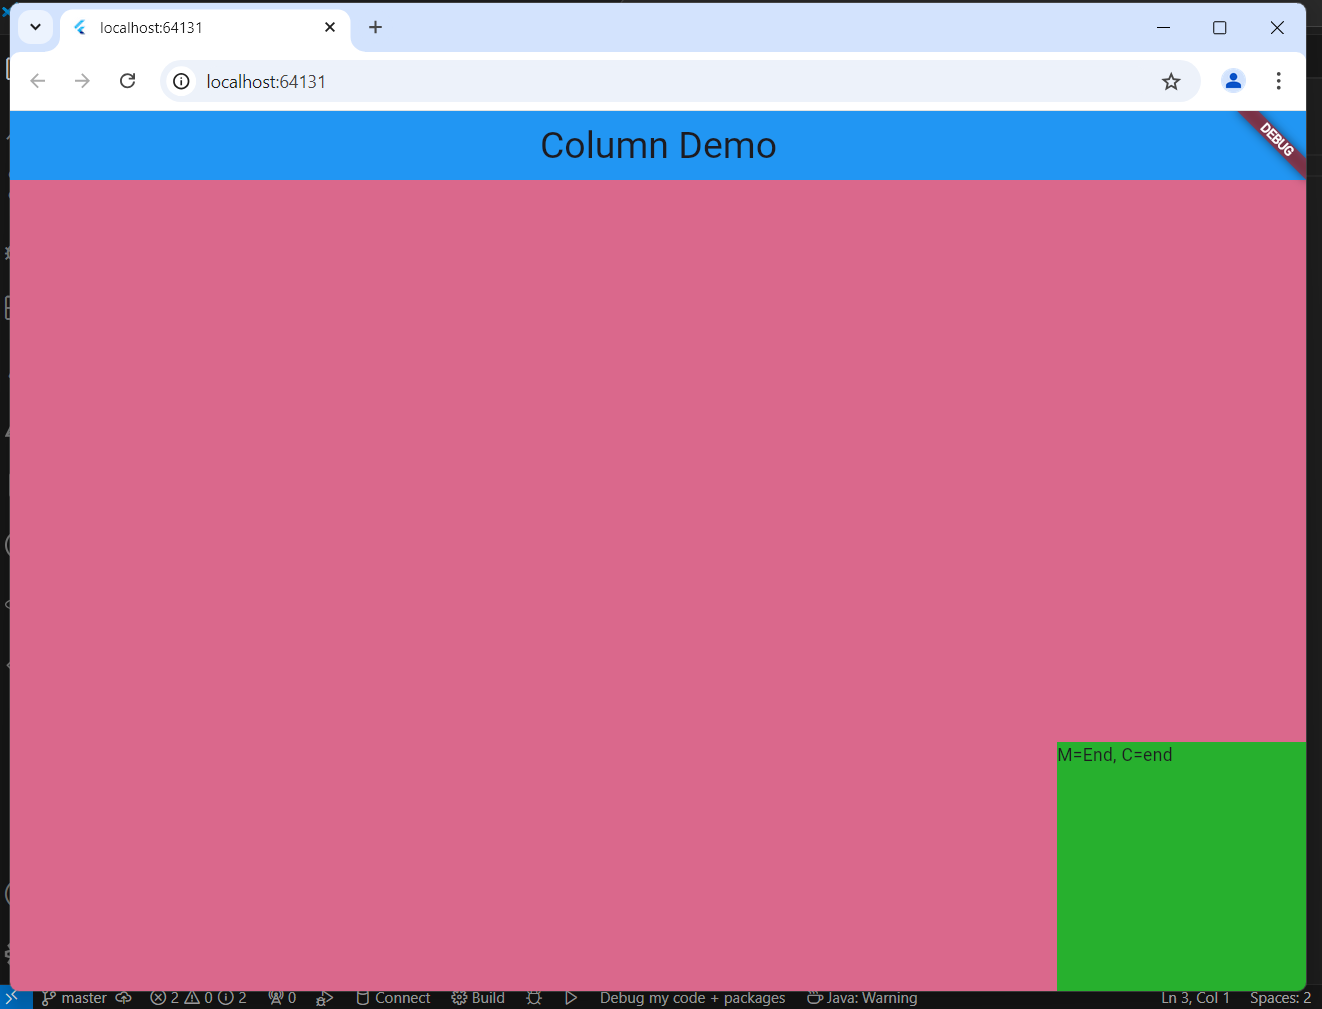 localhost:64131
localhost:64131
Column Demo
DEBUG
M=End, C=end
master 2 0 2 0 Connect Build Debug my code + packages Java: Warning Ln 3, Col 1 Spaces: 2